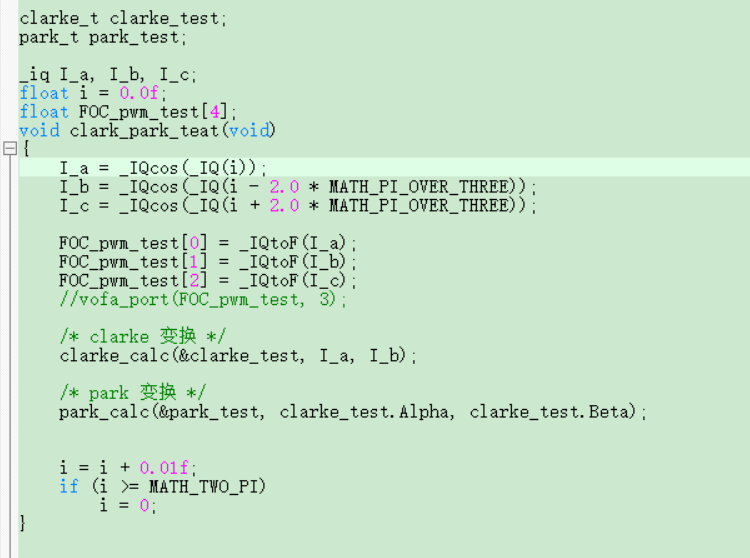 clarke_t clarke_test;
park_t park_test;
_iq I_a, I_b, I_c;
float i = 0.0f;
float FOC_pwm_test[4];
void clark_park_teat(void)
{
I_a = _IQcos(_IQ(i));
I_b = _IQcos(_IQ(i - 2.0 * MATH_PI_OVER_THREE));
I_c = _IQcos(_IQ(i + 2.0 * MATH_PI_OVER_THREE));
FOC_pwm_test[0] = _IQtoF(I_a);
FOC_pwm_test[1] = _IQtoF(I_b);
FOC_pwm_test[2] = _IQtoF(I_c);
//vofa_port(FOC_pwm_test, 3);
/* clarke 变换 */
clarke_calc(&clarke_test, I_a, I_b);
/* park 变换 */
park_calc(&park_test, clarke_test.Alpha, clarke_test.Beta);
i = i + 0.01f;
if (i >= MATH_TWO_PI)
i = 0;
}